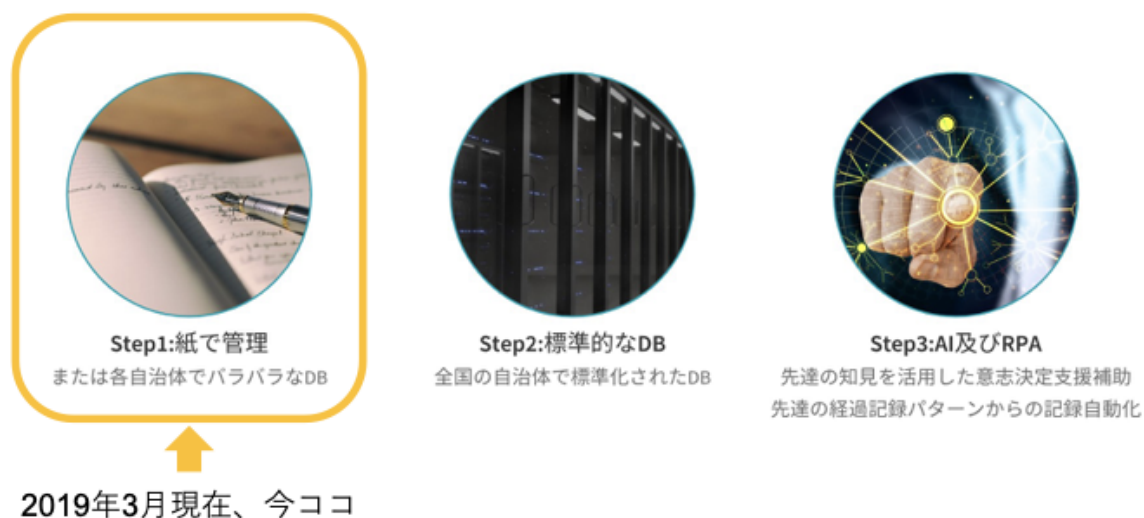 Step1:紙で管理
または各自治体でバラバラなDB
Step2:標準的なDB
全国の自治体で標準化されたDB
Step3:AI及びRPA
先達の知見を活用した意志決定支援補助
先達の経過記録パターンからの記録自動化
2019年3月現在、今ココ